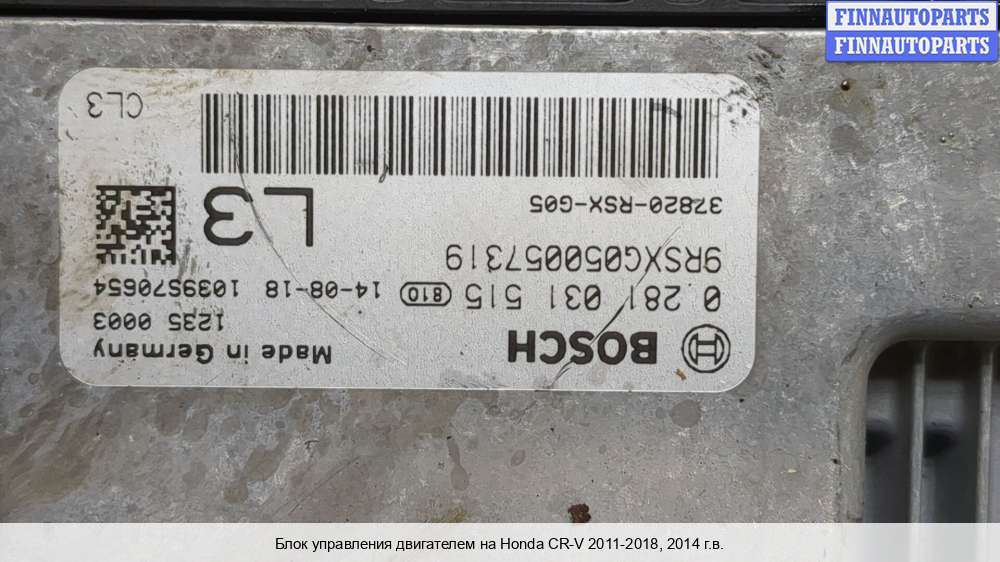 FINNAUTOPARTS
FINNAUTOPARTS
BOSCH
Made in Germany
1235 0003
0 281 031 515
810
14-08-18 1039S70654
9RSXG050057319
37820-RSX-G05
L3
CL3
Блок управления двигателем на Honda CR-V 2011-2018, 2014 г.в.